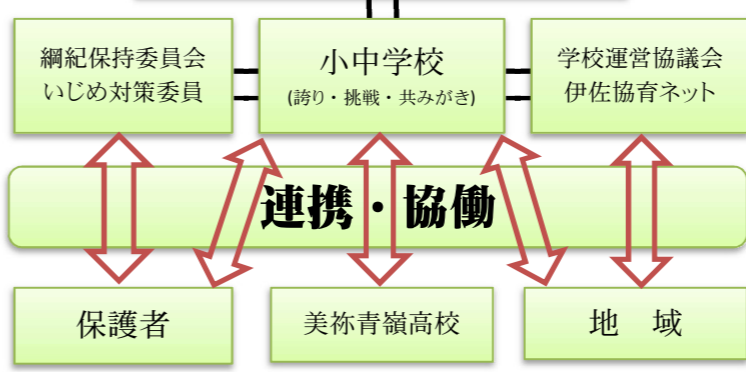 綱紀保持委員会
いじめ対策委員
小中学校
(誇り・挑戦・共みがき)
学校運営協議会
伊佐協育ネット
連携・協働
保護者
美祢青嶺高校
地　域